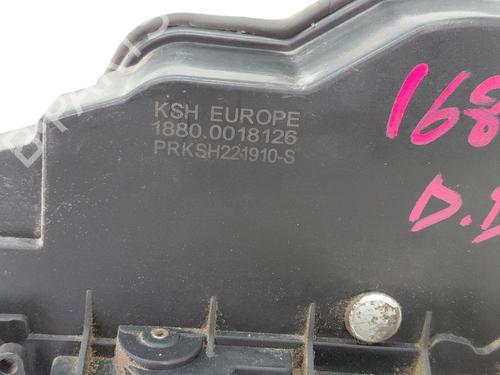 KSH EUROPE
1880.0018126
PRKSH221910-S
168
D.D